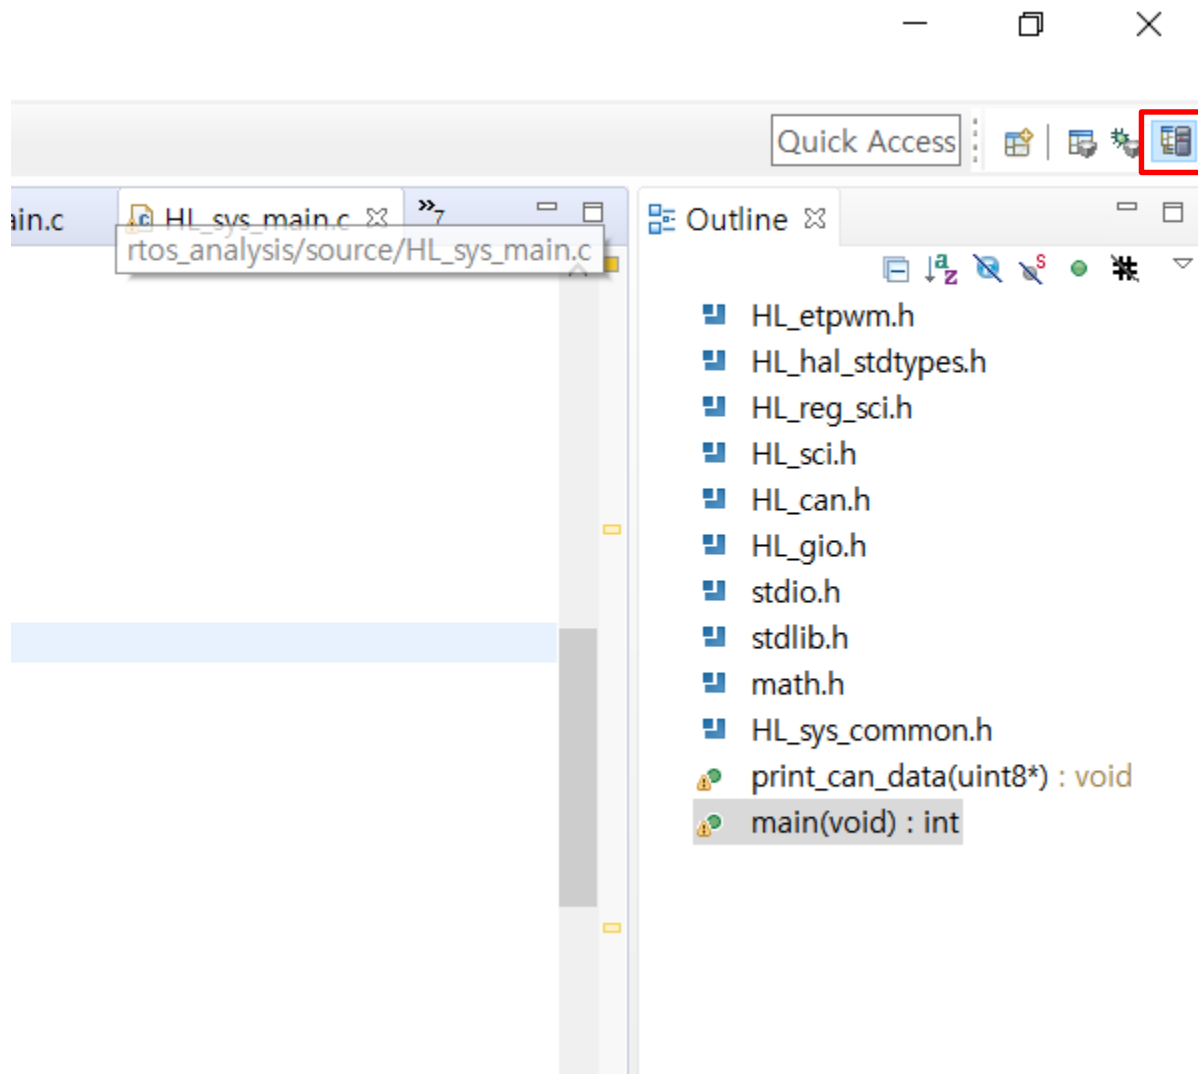 Quick Access
ain.c
HL_sys_main.c
»7
Outline
rtos_analysis/source/HL_sys_main.c
HL_etpwm.h
HL_hal_stdtypes.h
HL_reg_sci.h
HL_sci.h
HL_can.h
HL_gio.h
stdio.h
stdlib.h
math.h
HL_sys_common.h
print_can_data(uint8*) : void
main(void) : int